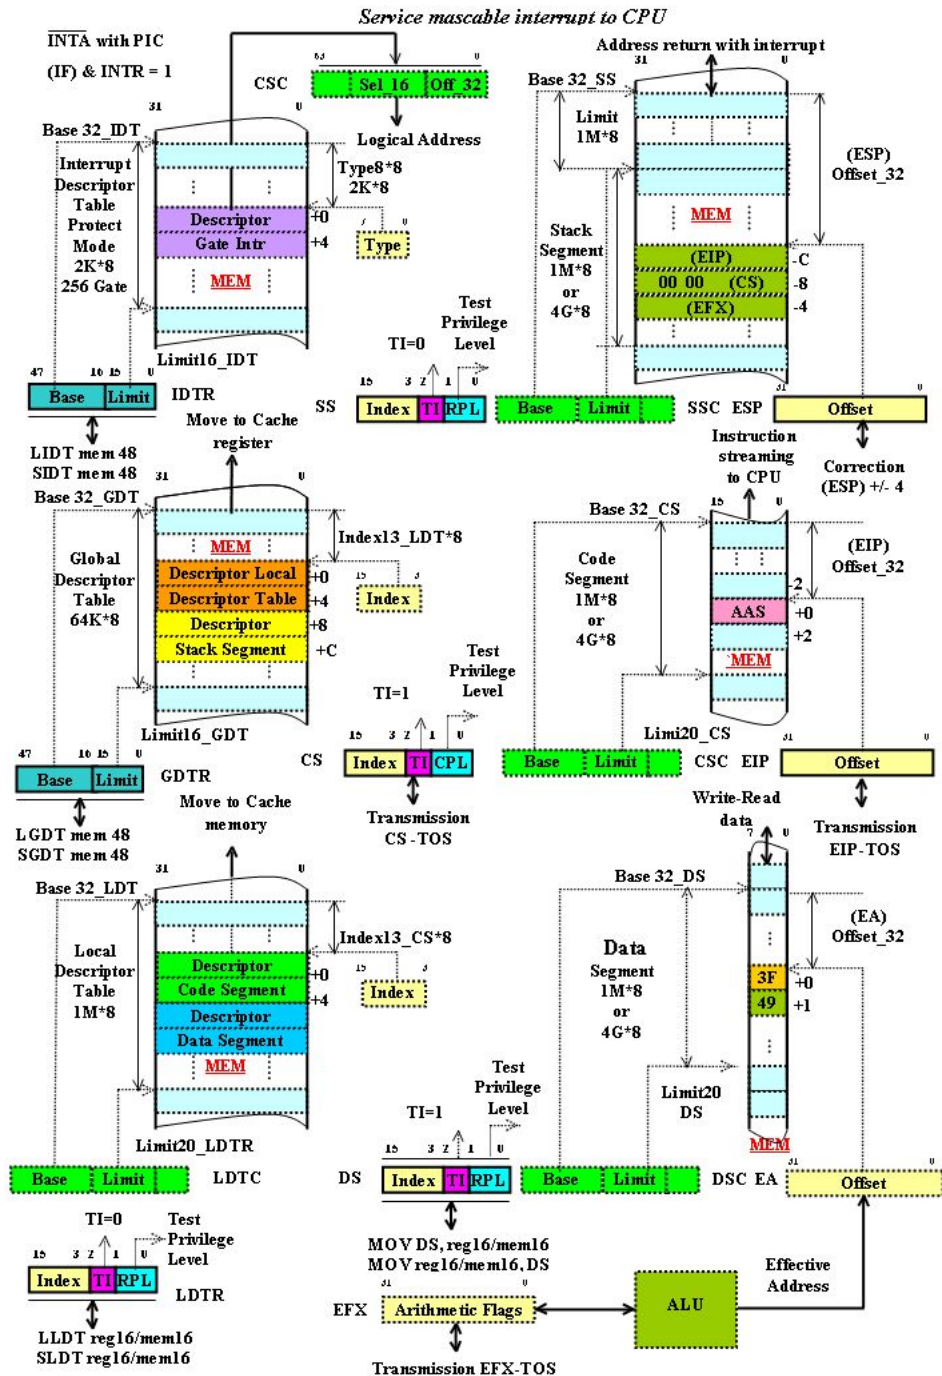 Service mascable interrupt to CPU
INTA with PIC
(IF) & INTR = 1
63 0
CSC Sel_16 Off_32
Logical Address
31 0
Base 32_IDT
Interrupt
Descriptor
Table
Protect
Mode
2K*8
256 Gate
Type8*8
2K*8
Descriptor +0
Gate Intr +4
MEM
7 0
Type
Limit16_IDT
47 16 15 0
Base Limit IDTR
LIDT mem 48
SIDT mem 48
Address return with interrupt
31 0
Base 32_SS
Limit
1M*8
(ESP)
Offset_32
MEM
Stack
Segment
1M*8
or
4G*8
(EIP) -C
00 00 (CS) -8
(EFX) -4
TI=0
Test
Privilege
Level
15 3 2 1 0
SS Index TI RPL
Base Limit SSC
31 0
ESP Offset
Correction
(ESP) +/- 4
Move to Cache
register
31 0
Base 32_GDT
Global
Descriptor
Table
64K*8
MEM
Index13_LDT*8
Descriptor Local +0
Descriptor Table +4
Descriptor +8
Stack Segment +C
15 3
Index
Limit16_GDT
47 16 15 0
Base Limit GDTR
LGDT mem 48
SGDT mem 48
Instruction
streaming
to CPU
15 0
Base 32_CS
Code
Segment
1M*8
or
4G*8
(EIP)
Offset_32
-2
AAS +0
+2
MEM
Limi20_CS
TI=1
Test
Privilege
Level
15 3 2 1 0
CS Index TI CPL
Transmission
CS -TOS
Base Limit CSC
31 0
EIP Offset
Transmission
EIP-TOS
Move to Cache
memory
31 0
Base 32_LDT
Local
Descriptor
Table
1M*8
Index13_CS*8
Descriptor +0
Code Segment +4
Descriptor
Data Segment
MEM
15 3
Index
Limit20_LDTR
Base Limit LDTC
TI=0
Test
Privilege
Level
15 3 2 1 0
Index TI RPL
LDTR
LLDT reg16/mem16
SLDT reg16/mem16
Write-Read
data
7 0
Base 32_DS
Data
Segment
1M*8
or
4G*8
(EA)
Offset_32
3F +0
49 +1
Limit20
DS
MEM
TI=1
Test
Privilege
Level
15 3 2 1 0
DS Index TI RPL
Base Limit DSC
31 0
EA Offset
MOV DS, reg16/mem16
MOV reg16/mem16, DS
31 0
EFX Arithmetic Flags
ALU
Effective
Address
Transmission EFX-TOS